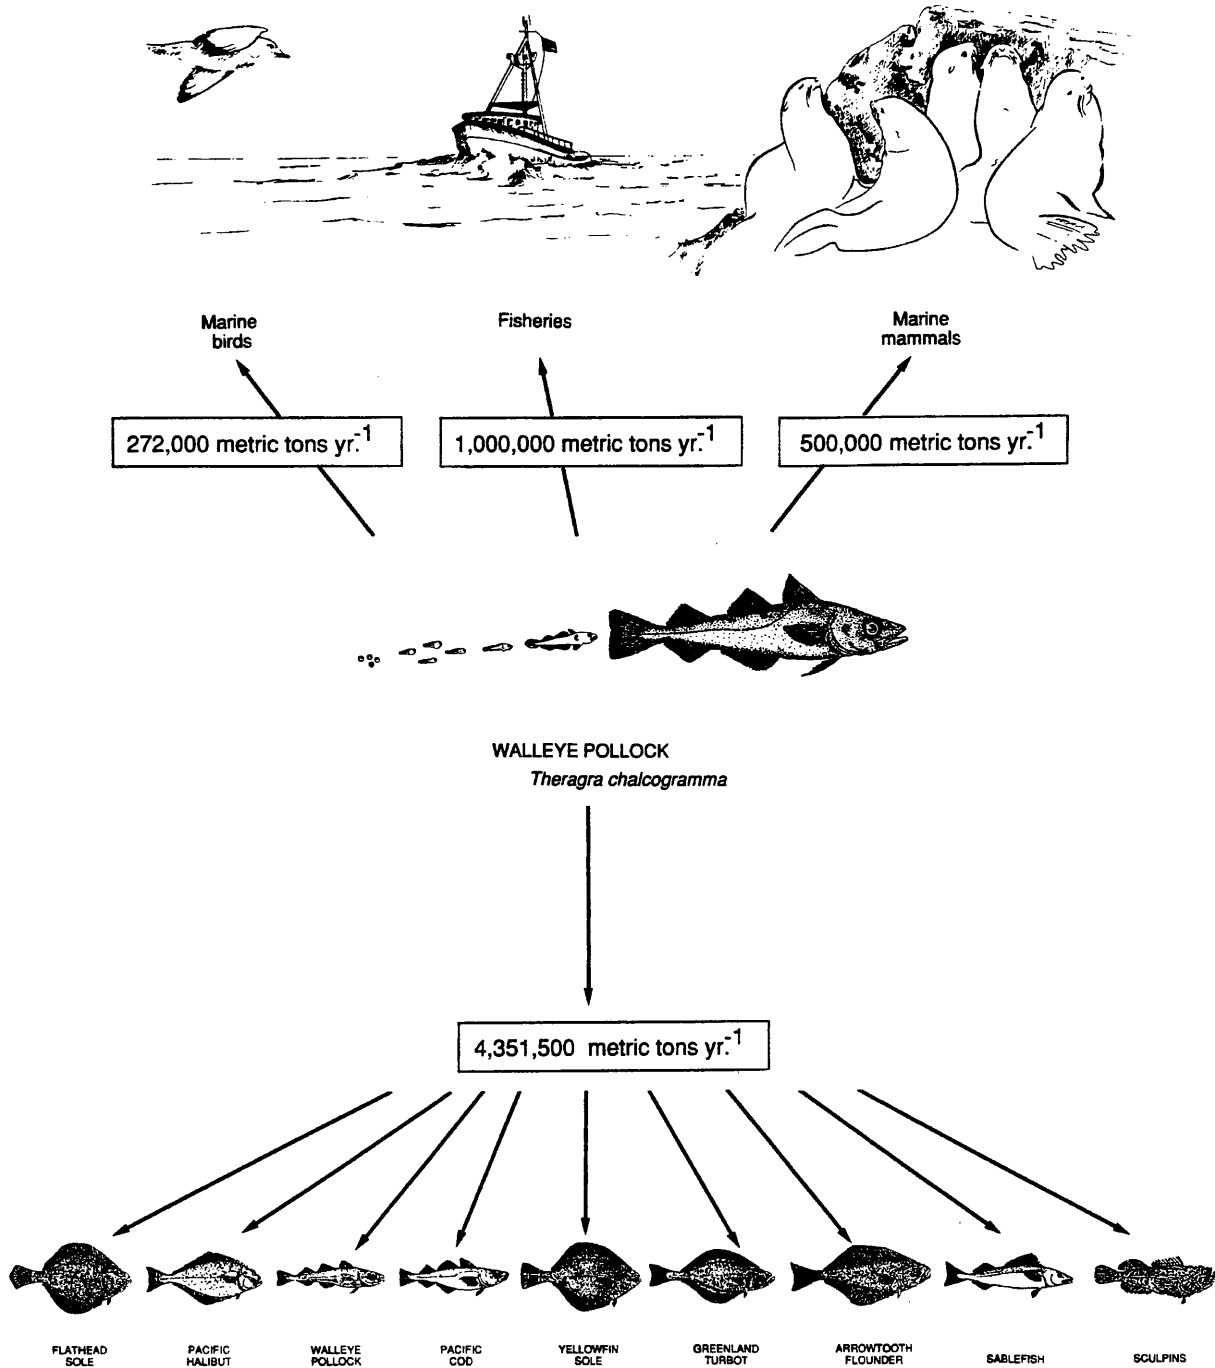 Marine
birds
Fisheries
Marine
mammals
272,000 metric tons yr.⁻¹
1,000,000 metric tons yr.⁻¹
500,000 metric tons yr.⁻¹
WALLEYE POLLOCK
Theragra chalcogramma
4,351,500 metric tons yr.⁻¹
FLATHEAD
SOLE
PACIFIC
HALIBUT
WALLEYE
POLLOCK
PACIFIC
COD
YELLOWFIN
SOLE
GREENLAND
TURBOT
ARROWTOOTH
FLOUNDER
SABLEFISH
SCULPINS